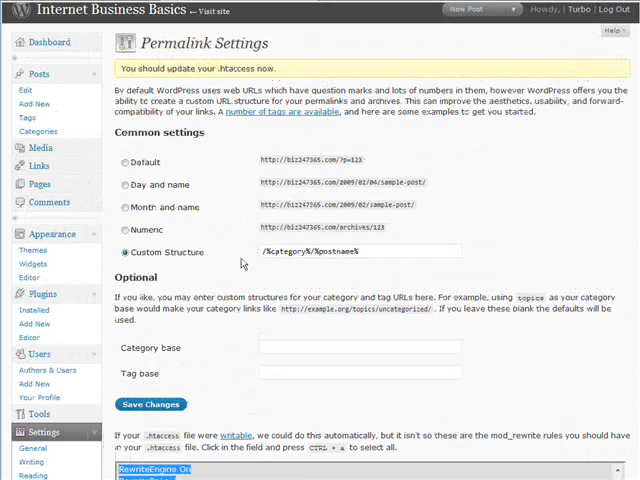 Internet Business Basics ← Visit site
New Post
Howdy, | Turbo | Log Out
Help
Dashboard
Posts
Edit
Add New
Tags
Categories
Media
Links
Pages
Comments
Appearance
Themes
Widgets
Editor
Plugins
Installed
Add New
Editor
Users
Authors & Users
Add New
Your Profile
Tools
Settings
General
Writing
Reading
Permalink Settings
You should update your .htaccess now.
By default WordPress uses web URLs which have question marks and lots of numbers in them, however WordPress offers you the
ability to create a custom URL structure for your permalinks and archives. This can improve the aesthetics, usability, and forward-
compatibility of your links. A number of tags are available, and here are some examples to get you started.
Common settings
Default http://biz247365.com/?p=123
Day and name http://biz247365.com/2009/02/04/sample-post/
Month and name http://biz247365.com/2009/02/sample-post/
Numeric http://biz247365.com/archives/123
Custom Structure /%category%/%postname%
Optional
If you like, you may enter custom structures for your category and tag URLs here. For example, using topics as your category
base would make your category links like http://example.org/topics/uncategorized/ . If you leave these blank the defaults will be
used.
Category base
Tag base
Save Changes
If your .htaccess file were writable, we could do this automatically, but it isn't so these are the mod_rewrite rules you should have
in your .htaccess file. Click in the field and press CTRL + a to select all.
RewriteEngine On